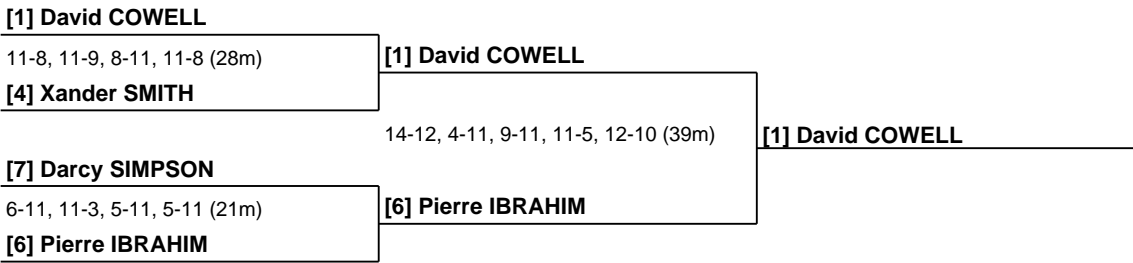 [1] David COWELL
11-8, 11-9, 8-11, 11-8 (28m)
[1] David COWELL
[4] Xander SMITH
14-12, 4-11, 9-11, 11-5, 12-10 (39m)
[1] David COWELL
[7] Darcy SIMPSON
6-11, 11-3, 5-11, 5-11 (21m)
[6] Pierre IBRAHIM
[6] Pierre IBRAHIM